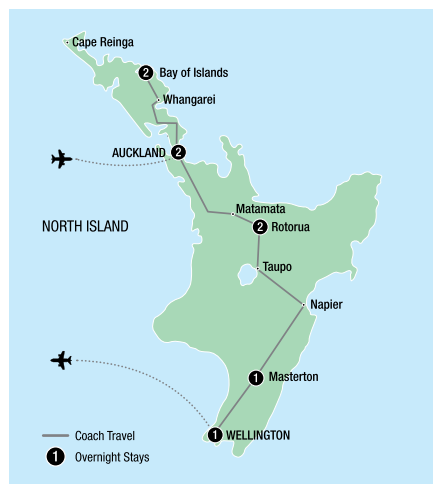 Cape Reinga
2 Bay of Islands
Whangarei
AUCKLAND 2
Matamata
NORTH ISLAND
2 Rotorua
Taupo
Napier
1 Masterton
1 WELLINGTON
Coach Travel
1 Overnight Stays